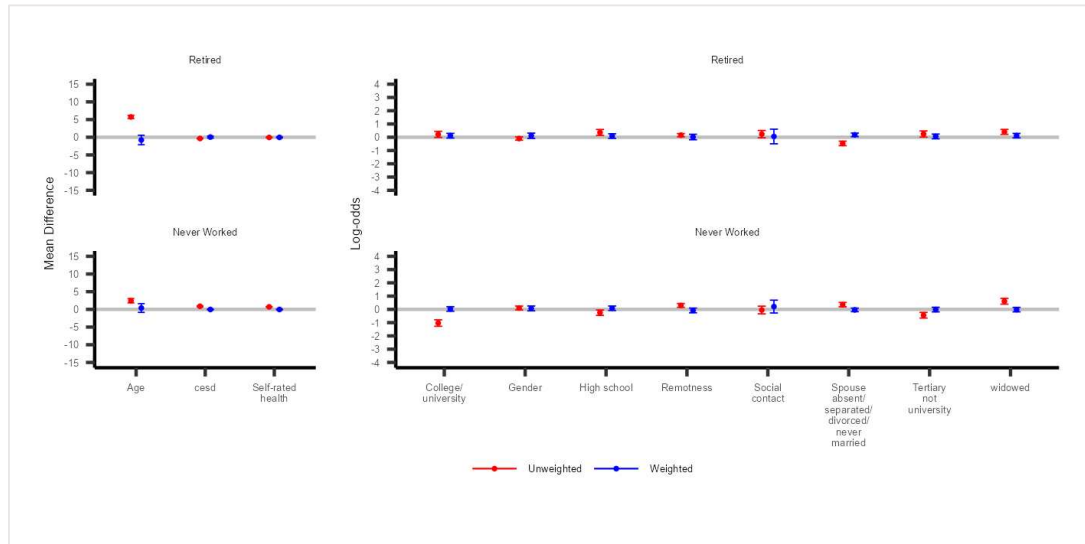 Retired
Retired
15
10
5
0
-5
-10
-15
4
3
2
1
0
-1
-2
-3
-4
Mean Difference
Log-odds
Never Worked
Never Worked
15
10
5
0
-5
-10
-15
4
3
2
1
0
-1
-2
-3
-4
Age
cesd
Self-rated
health
College/
university
Gender
High school
Remotness
Social
contact
Spouse
absent/
separated/
divorced/
never
married
Tertiary
not
university
widowed
Unweighted
Weighted